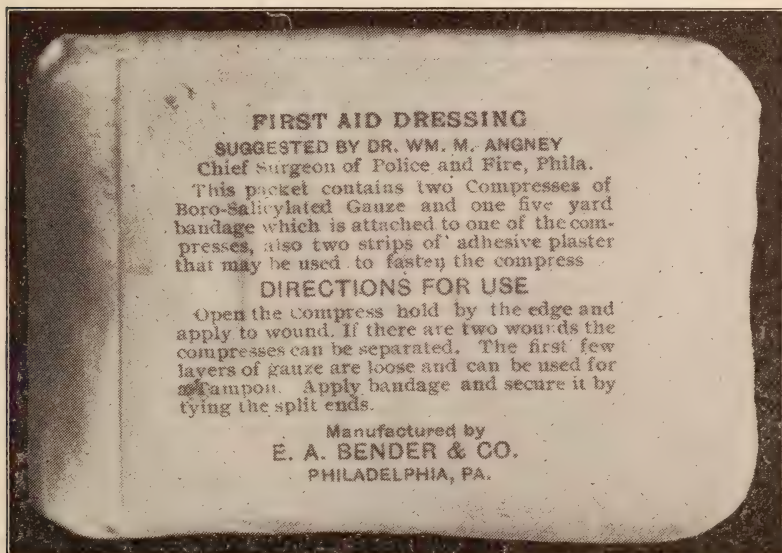 FIRST AID DRESSING
SUGGESTED BY DR. WM. M. ANGNEY
Chief Surgeon of Police and Fire, Phila.
This packet contains two Compresses of
Boro-Salicylated Gauze and one five yard
bandage which is attached to one of the com-
presses, also two strips of adhesive plaster
that may be used to fasten the compress
DIRECTIONS FOR USE
Open the Compress hold by the edge and
apply to wound. If there are two wounds the
compresses can be separated. The first few
layers of gauze are loose and can be used for
a Tampon. Apply bandage and secure it by
tying the split ends.
Manufactured by
E. A. BENDER & CO.
PHILADELPHIA, PA.